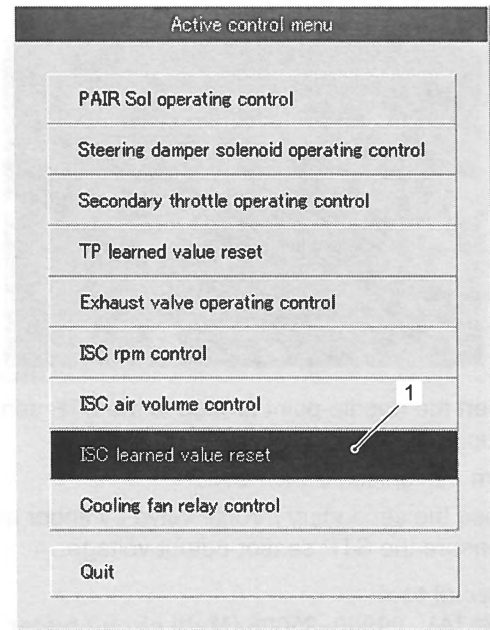 Active control menu
PAIR Sol operating control
Steering damper solenoid operating control
Secondary throttle operating control
TP learned value reset
Exhaust valve operating control
ISC rpm control
ISC air volume control
1
ISC learned value reset
Cooling fan relay control
Quit